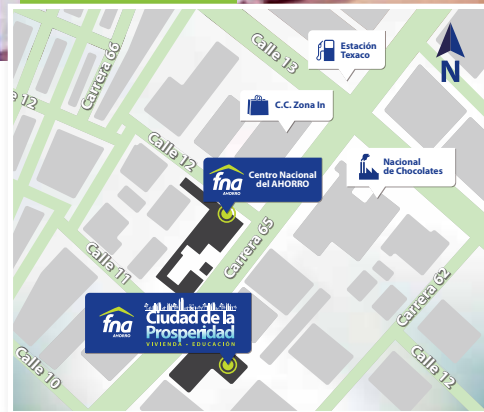 Calle 13
Estación
Texaco
N
Carrera 66
12
C.C. Zona In
Calle 12
Nacional
de Chocolates
fna
AHORRO
Centro Nacional
del AHORRO
Carrera 65
Calle 11
Carrera 62
fna
AHORRO
Ciudad de la
Prosperidad
VIVIENDA • EDUCACIÓN
Calle 10
Calle 12